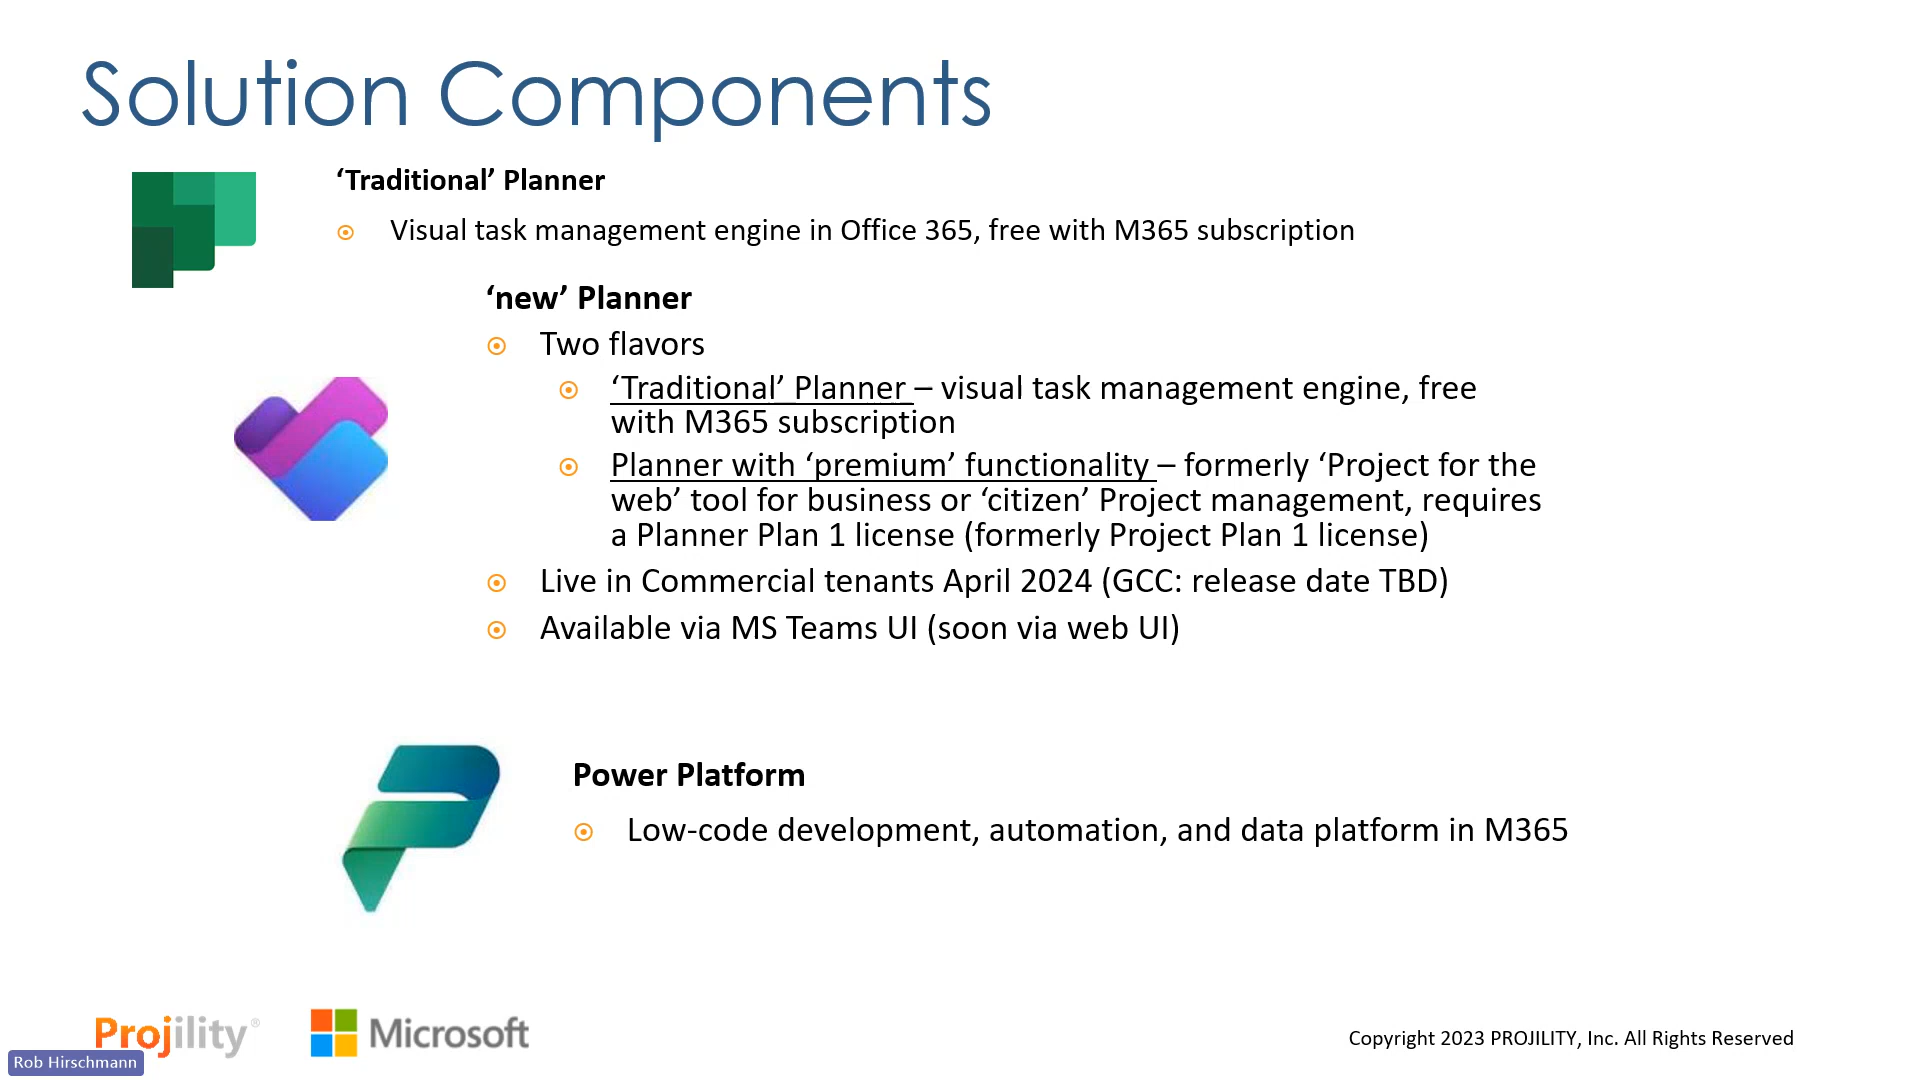 Solution Components
‘Traditional’ Planner
Visual task management engine in Office 365, free with M365 subscription
‘new’ Planner
Two flavors
‘Traditional’ Planner – visual task management engine, free
with M365 subscription
Planner with ‘premium’ functionality – formerly ‘Project for the
web’ tool for business or ‘citizen’ Project management, requires
a Planner Plan 1 license (formerly Project Plan 1 license)
Live in Commercial tenants April 2024 (GCC: release date TBD)
Available via MS Teams UI (soon via web UI)
Power Platform
Low-code development, automation, and data platform in M365
Projility®
Microsoft
Copyright 2023 PROJILITY, Inc. All Rights Reserved
Rob Hirschmann